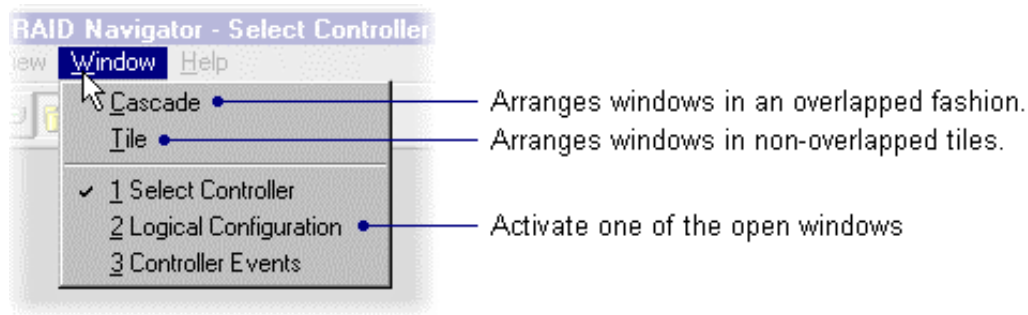 RAID Navigator - Select Controller
ew Window Help
Cascade Arranges windows in an overlapped fashion.
Tile Arranges windows in non-overlapped tiles.
1 Select Controller
2 Logical Configuration Activate one of the open windows
3 Controller Events